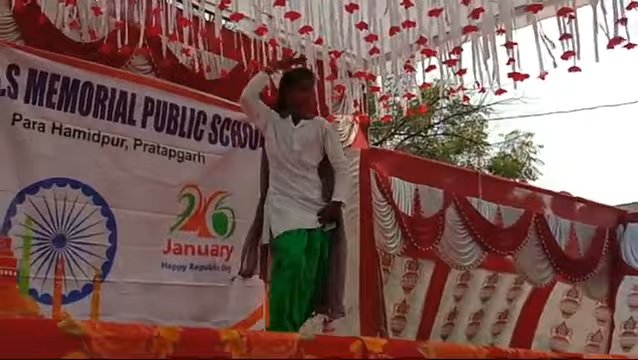 MEMORIAL PUBLIC SCHOOL
Para Hamidpur, Pratapgarh
26
January
Happy Republic Day